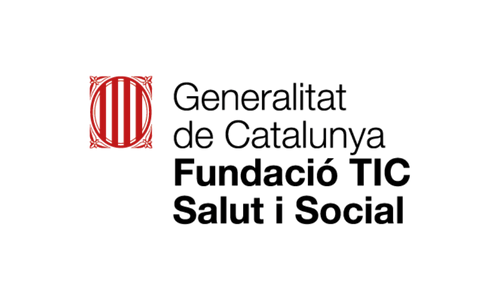 Generalitat
de Catalunya
Fundació TIC
Salut i Social